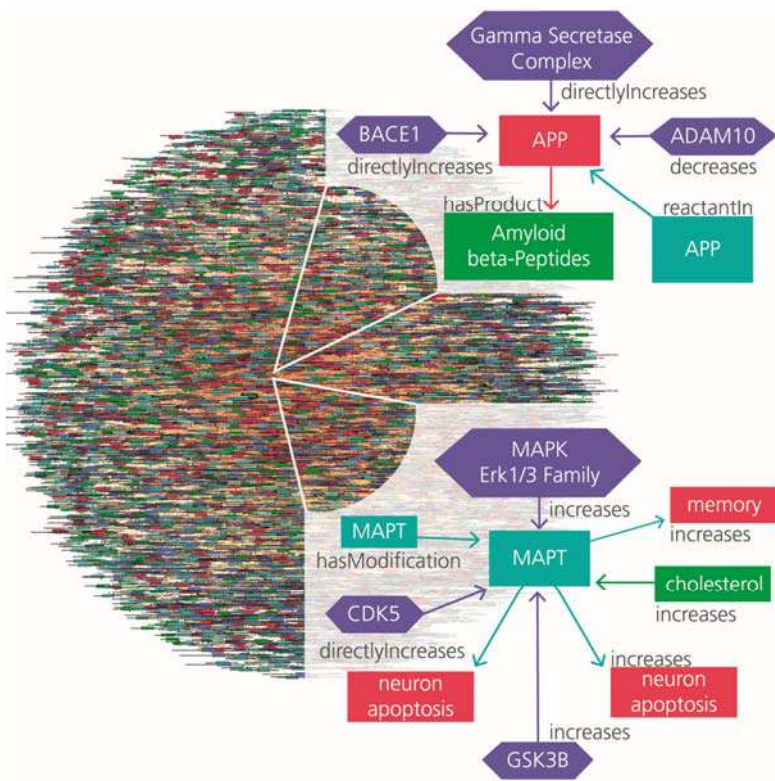 Gamma Secretase
Complex
directlyIncreases
BACE1
directlyIncreases
APP
ADAM10
decreases
hasProduct
reactantIn
Amyloid
beta-Peptides
APP
MAPK
Erk1/3 Family
increases
MAPT
hasModification
MAPT
memory
increases
cholesterol
increases
CDK5
directlyIncreases
neuron
apoptosis
increases
neuron
apoptosis
increases
GSK3B